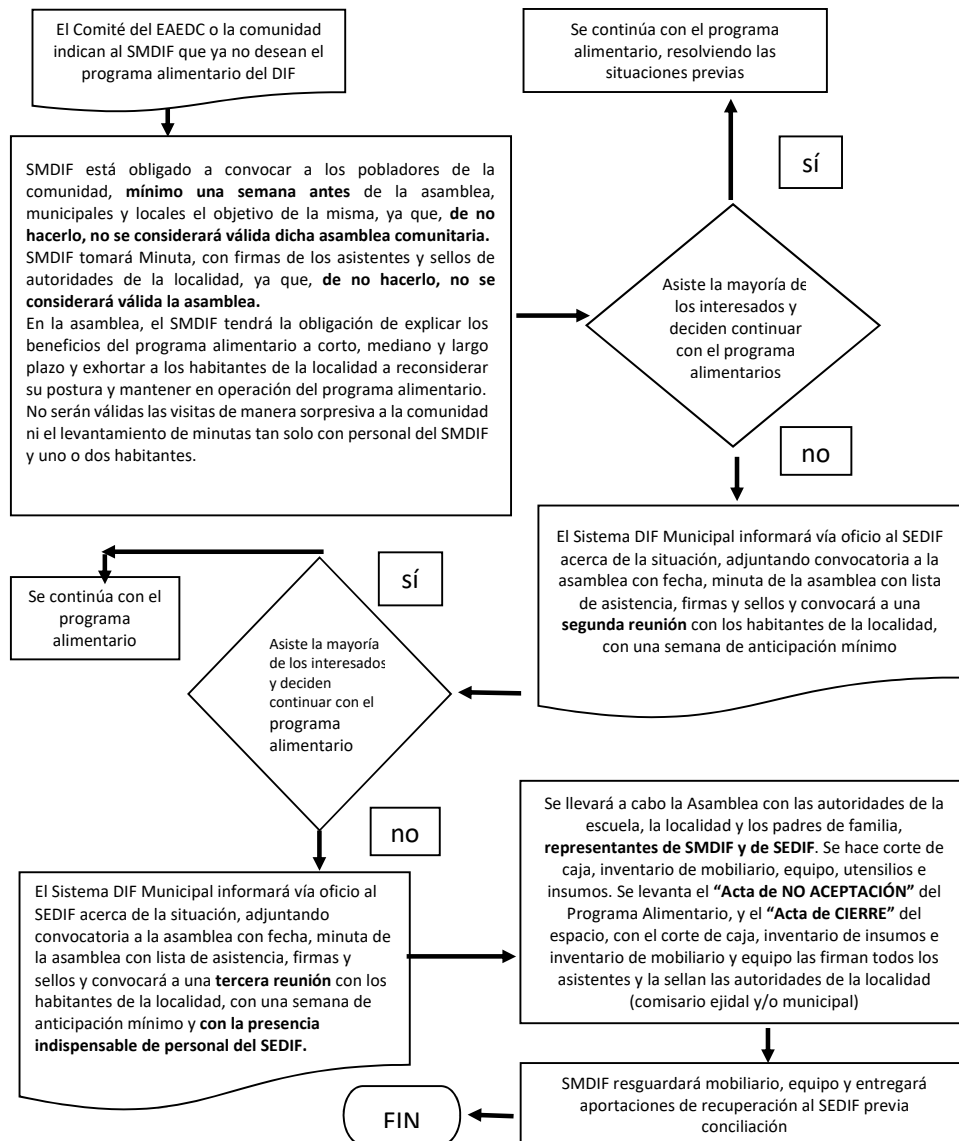 El Comité del EAEDC o la comunidad
indican al SMDIF que ya no desean el
programa alimentario del DIF
Se continúa con el programa
alimentario, resolviendo las
situaciones previas
SMDIF está obligado a convocar a los pobladores de la
comunidad, mínimo una semana antes de la asamblea,
municipales y locales el objetivo de la misma, ya que, de no
hacerlo, no se considerará válida dicha asamblea comunitaria.
SMDIF tomará Minuta, con firmas de los asistentes y sellos de
autoridades de la localidad, ya que, de no hacerlo, no se
considerará válida la asamblea.
En la asamblea, el SMDIF tendrá la obligación de explicar los
beneficios del programa alimentario a corto, mediano y largo
plazo y exhortar a los habitantes de la localidad a reconsiderar
su postura y mantener en operación del programa alimentario.
No serán válidas las visitas de manera sorpresiva a la comunidad
ni el levantamiento de minutas tan solo con personal del SMDIF
y uno o dos habitantes.
sí
Asiste la mayoría de
los interesados y
deciden continuar
con el programa
alimentarios
no
El Sistema DIF Municipal informará vía oficio al SEDIF
acerca de la situación, adjuntando convocatoria a la
asamblea con fecha, minuta de la asamblea con lista
de asistencia, firmas y sellos y convocará a una
segunda reunión con los habitantes de la localidad,
con una semana de anticipación mínimo
sí
Se continúa con el
programa
alimentario
Asiste la mayoría
de los interesados
y deciden
continuar con el
programa
alimentario
no
El Sistema DIF Municipal informará vía oficio al
SEDIF acerca de la situación, adjuntando
convocatoria a la asamblea con fecha, minuta de
la asamblea con lista de asistencia, firmas y
sellos y convocará a una tercera reunión con los
habitantes de la localidad, con una semana de
anticipación mínimo y con la presencia
indispensable de personal del SEDIF.
Se llevará a cabo la Asamblea con las autoridades de la
escuela, la localidad y los padres de familia,
representantes de SMDIF y de SEDIF. Se hace corte de
caja, inventario de mobiliario, equipo, utensilios e
insumos. Se levanta el “Acta de NO ACEPTACIÓN” del
Programa Alimentario, y el “Acta de CIERRE” del
espacio, con el corte de caja, inventario de insumos e
inventario de mobiliario y equipo las firman todos los
asistentes y la sellan las autoridades de la localidad
(comisario ejidal y/o municipal)
SMDIF resguardará mobiliario, equipo y entregará
aportaciones de recuperación al SEDIF previa
conciliación
FIN